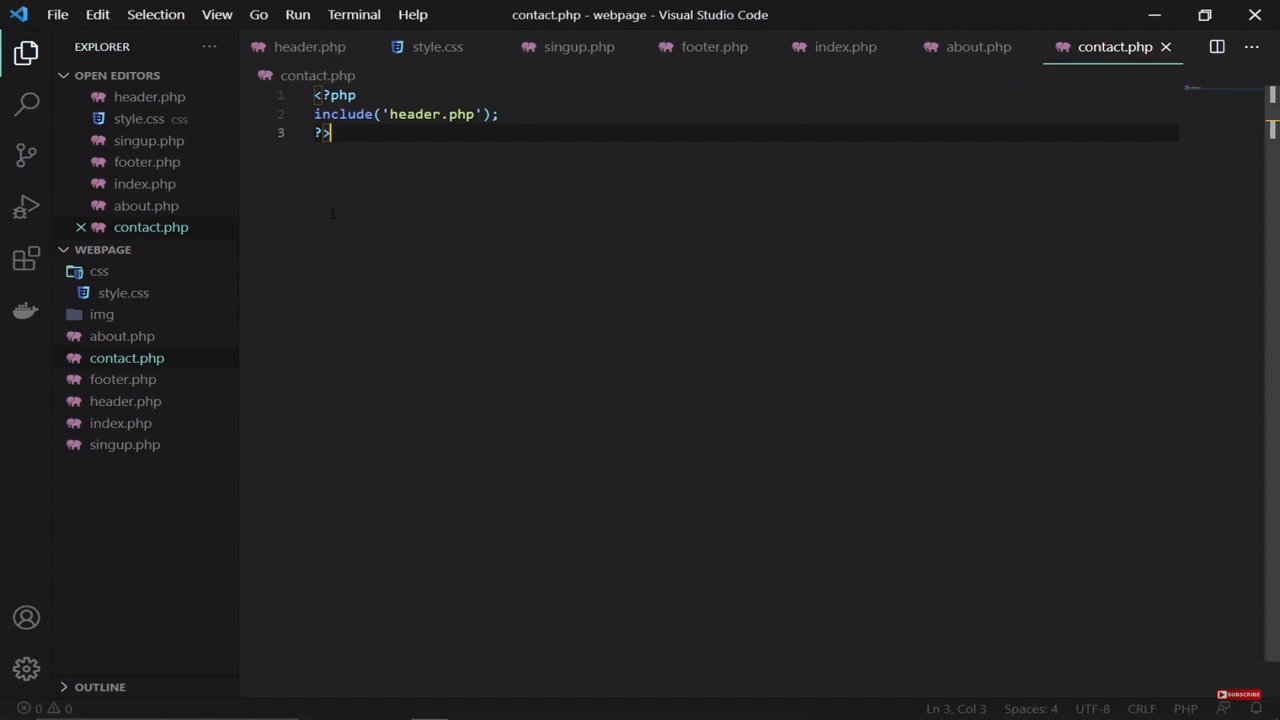 File Edit Selection View Go Run Terminal Help
contact.php - webpage - Visual Studio Code
EXPLORER
OPEN EDITORS
header.php
style.css css
singup.php
footer.php
index.php
about.php
contact.php
WEBPAGE
css
style.css
img
about.php
contact.php
footer.php
header.php
index.php
singup.php
OUTLINE
header.php style.css singup.php footer.php index.php about.php contact.php
contact.php
1 <?php
2 include('header.php');
3 ?>
SUBSCRIBE
0 0 Ln 3, Col 3 Spaces: 4 UTF-8 CRLF PHP